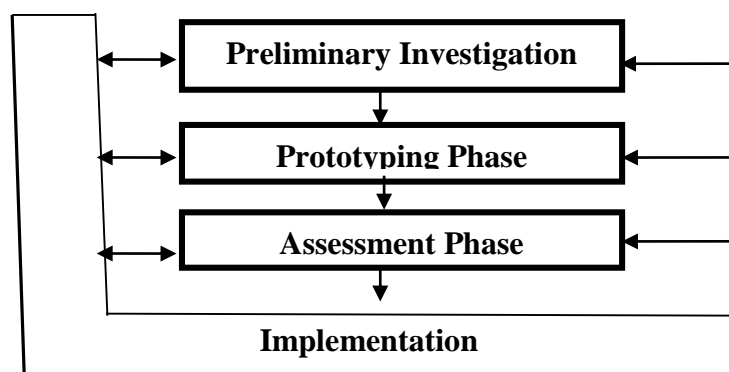 Preliminary Investigation
Prototyping Phase
Assessment Phase
Implementation